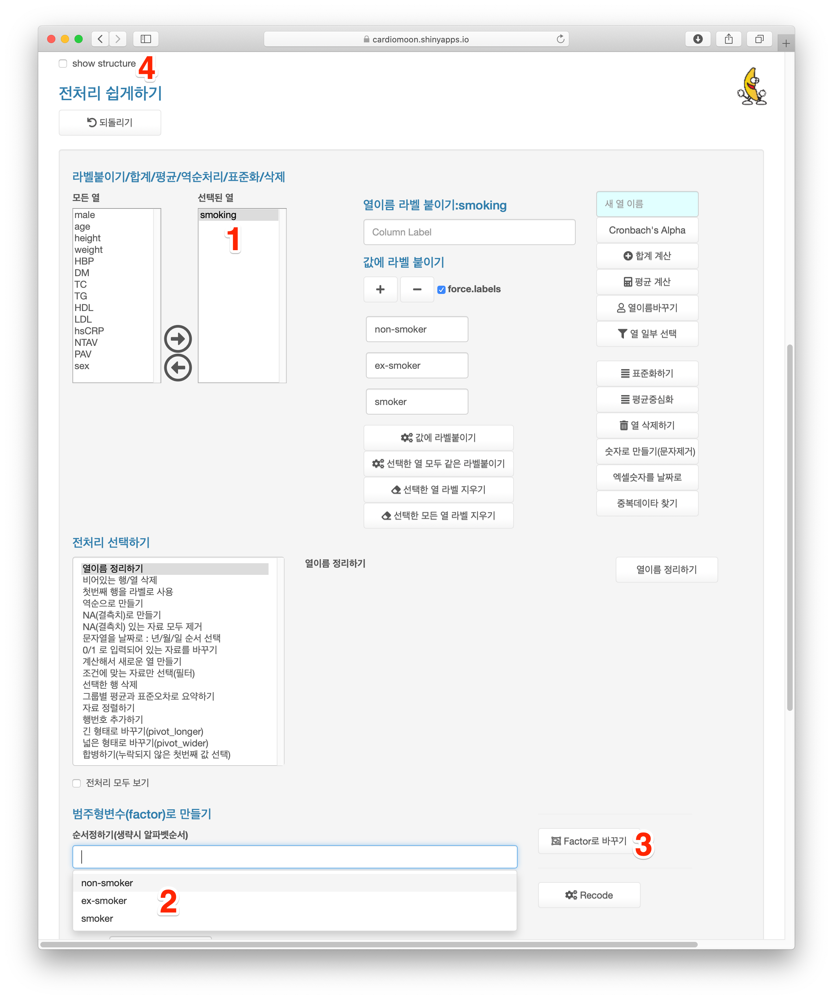 cardiomoon.shinyapps.io
show structure
4
전처리 쉽게하기
되돌리기
라벨붙이기/합계/평균/역순처리/표준화/삭제
모든 열
선택된 열
male
age
height
weight
HBP
DM
TC
TG
HDL
LDL
hsCRP
NTAV
PAV
sex
smoking
1
열이름 라벨 붙이기:smoking
Column Label
값에 라벨 붙이기
force.labels
non-smoker
ex-smoker
smoker
값에 라벨붙이기
선택한 열 모두 같은 라벨붙이기
선택한 열 라벨 지우기
선택한 모든 열 라벨 지우기
새 열 이름
Cronbach's Alpha
합계 계산
평균 계산
열이름바꾸기
열 일부 선택
표준화하기
평균중심화
열 삭제하기
숫자로 만들기(문자제거)
엑셀숫자를 날짜로
중복데이타 찾기
전처리 선택하기
열이름 정리하기
비어있는 행/열 삭제
첫번째 행을 라벨로 사용
역순으로 만들기
NA(결측치)로 만들기
NA(결측치) 있는 자료 모두 제거
문자열을 날짜로 : 년/월/일 순서 선택
0/1 로 입력되어 있는 자료를 바꾸기
계산해서 새로운 열 만들기
조건에 맞는 자료만 선택(필터)
선택한 행 삭제
그룹별 평균과 표준오차로 요약하기
자료 정렬하기
행번호 추가하기
긴 형태로 바꾸기(pivot_longer)
넓은 형태로 바꾸기(pivot_wider)
합병하기(누락되지 않은 첫번째 값 선택)
열이름 정리하기
열이름 정리하기
전처리 모두 보기
범주형변수(factor)로 만들기
순서정하기(생략시 알파벳순서)
non-smoker
ex-smoker
smoker
2
Factor로 바꾸기
3
Recode